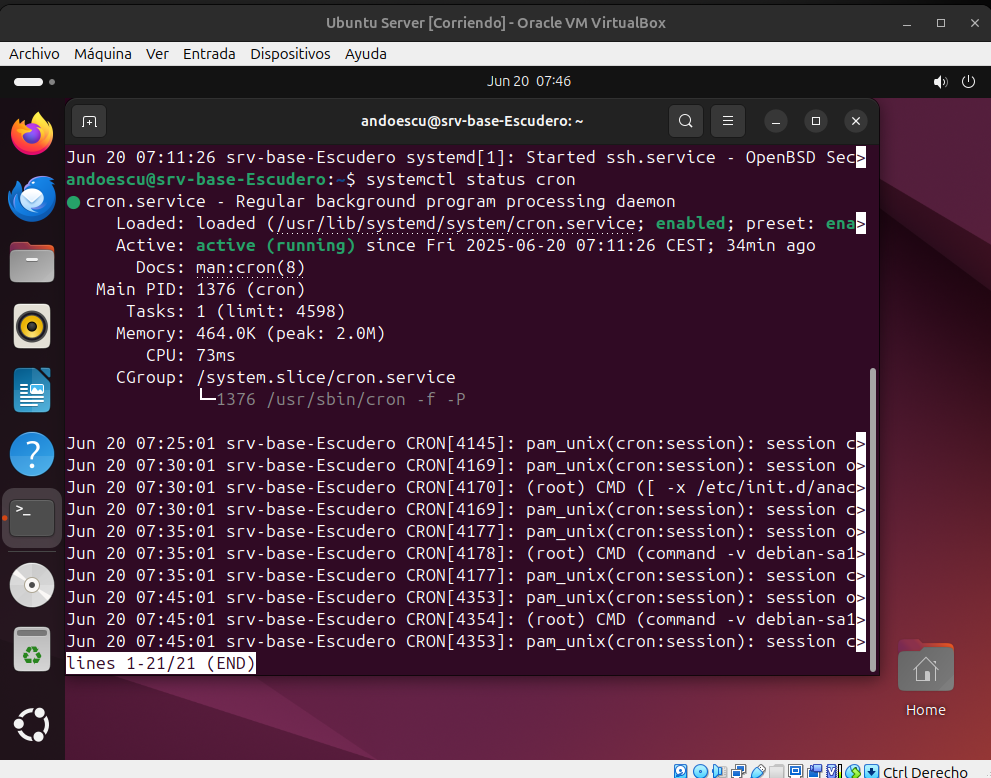 Ubuntu Server [Corriendo] - Oracle VM VirtualBox
Archivo Máquina Ver Entrada Dispositivos Ayuda
Jun 20 07:46
andoescu@srv-base-Escudero: ~
Jun 20 07:11:26 srv-base-Escudero systemd[1]: Started ssh.service - OpenBSD Sec>
andoescu@srv-base-Escudero:~$ systemctl status cron
● cron.service - Regular background program processing daemon
Loaded: loaded (/usr/lib/systemd/system/cron.service; enabled; preset: ena>
Active: active (running) since Fri 2025-06-20 07:11:26 CEST; 34min ago
Docs: man:cron(8)
Main PID: 1376 (cron)
Tasks: 1 (limit: 4598)
Memory: 464.0K (peak: 2.0M)
CPU: 73ms
CGroup: /system.slice/cron.service
└─1376 /usr/sbin/cron -f -P
Jun 20 07:25:01 srv-base-Escudero CRON[4145]: pam_unix(cron:session): session c>
Jun 20 07:30:01 srv-base-Escudero CRON[4169]: pam_unix(cron:session): session o>
Jun 20 07:30:01 srv-base-Escudero CRON[4170]: (root) CMD ([ -x /etc/init.d/anac>
Jun 20 07:30:01 srv-base-Escudero CRON[4169]: pam_unix(cron:session): session c>
Jun 20 07:35:01 srv-base-Escudero CRON[4177]: pam_unix(cron:session): session o>
Jun 20 07:35:01 srv-base-Escudero CRON[4178]: (root) CMD (command -v debian-sa1>
Jun 20 07:35:01 srv-base-Escudero CRON[4177]: pam_unix(cron:session): session c>
Jun 20 07:45:01 srv-base-Escudero CRON[4353]: pam_unix(cron:session): session o>
Jun 20 07:45:01 srv-base-Escudero CRON[4354]: (root) CMD (command -v debian-sa1>
Jun 20 07:45:01 srv-base-Escudero CRON[4353]: pam_unix(cron:session): session c>
lines 1-21/21 (END)
Home
Ctrl Derecho